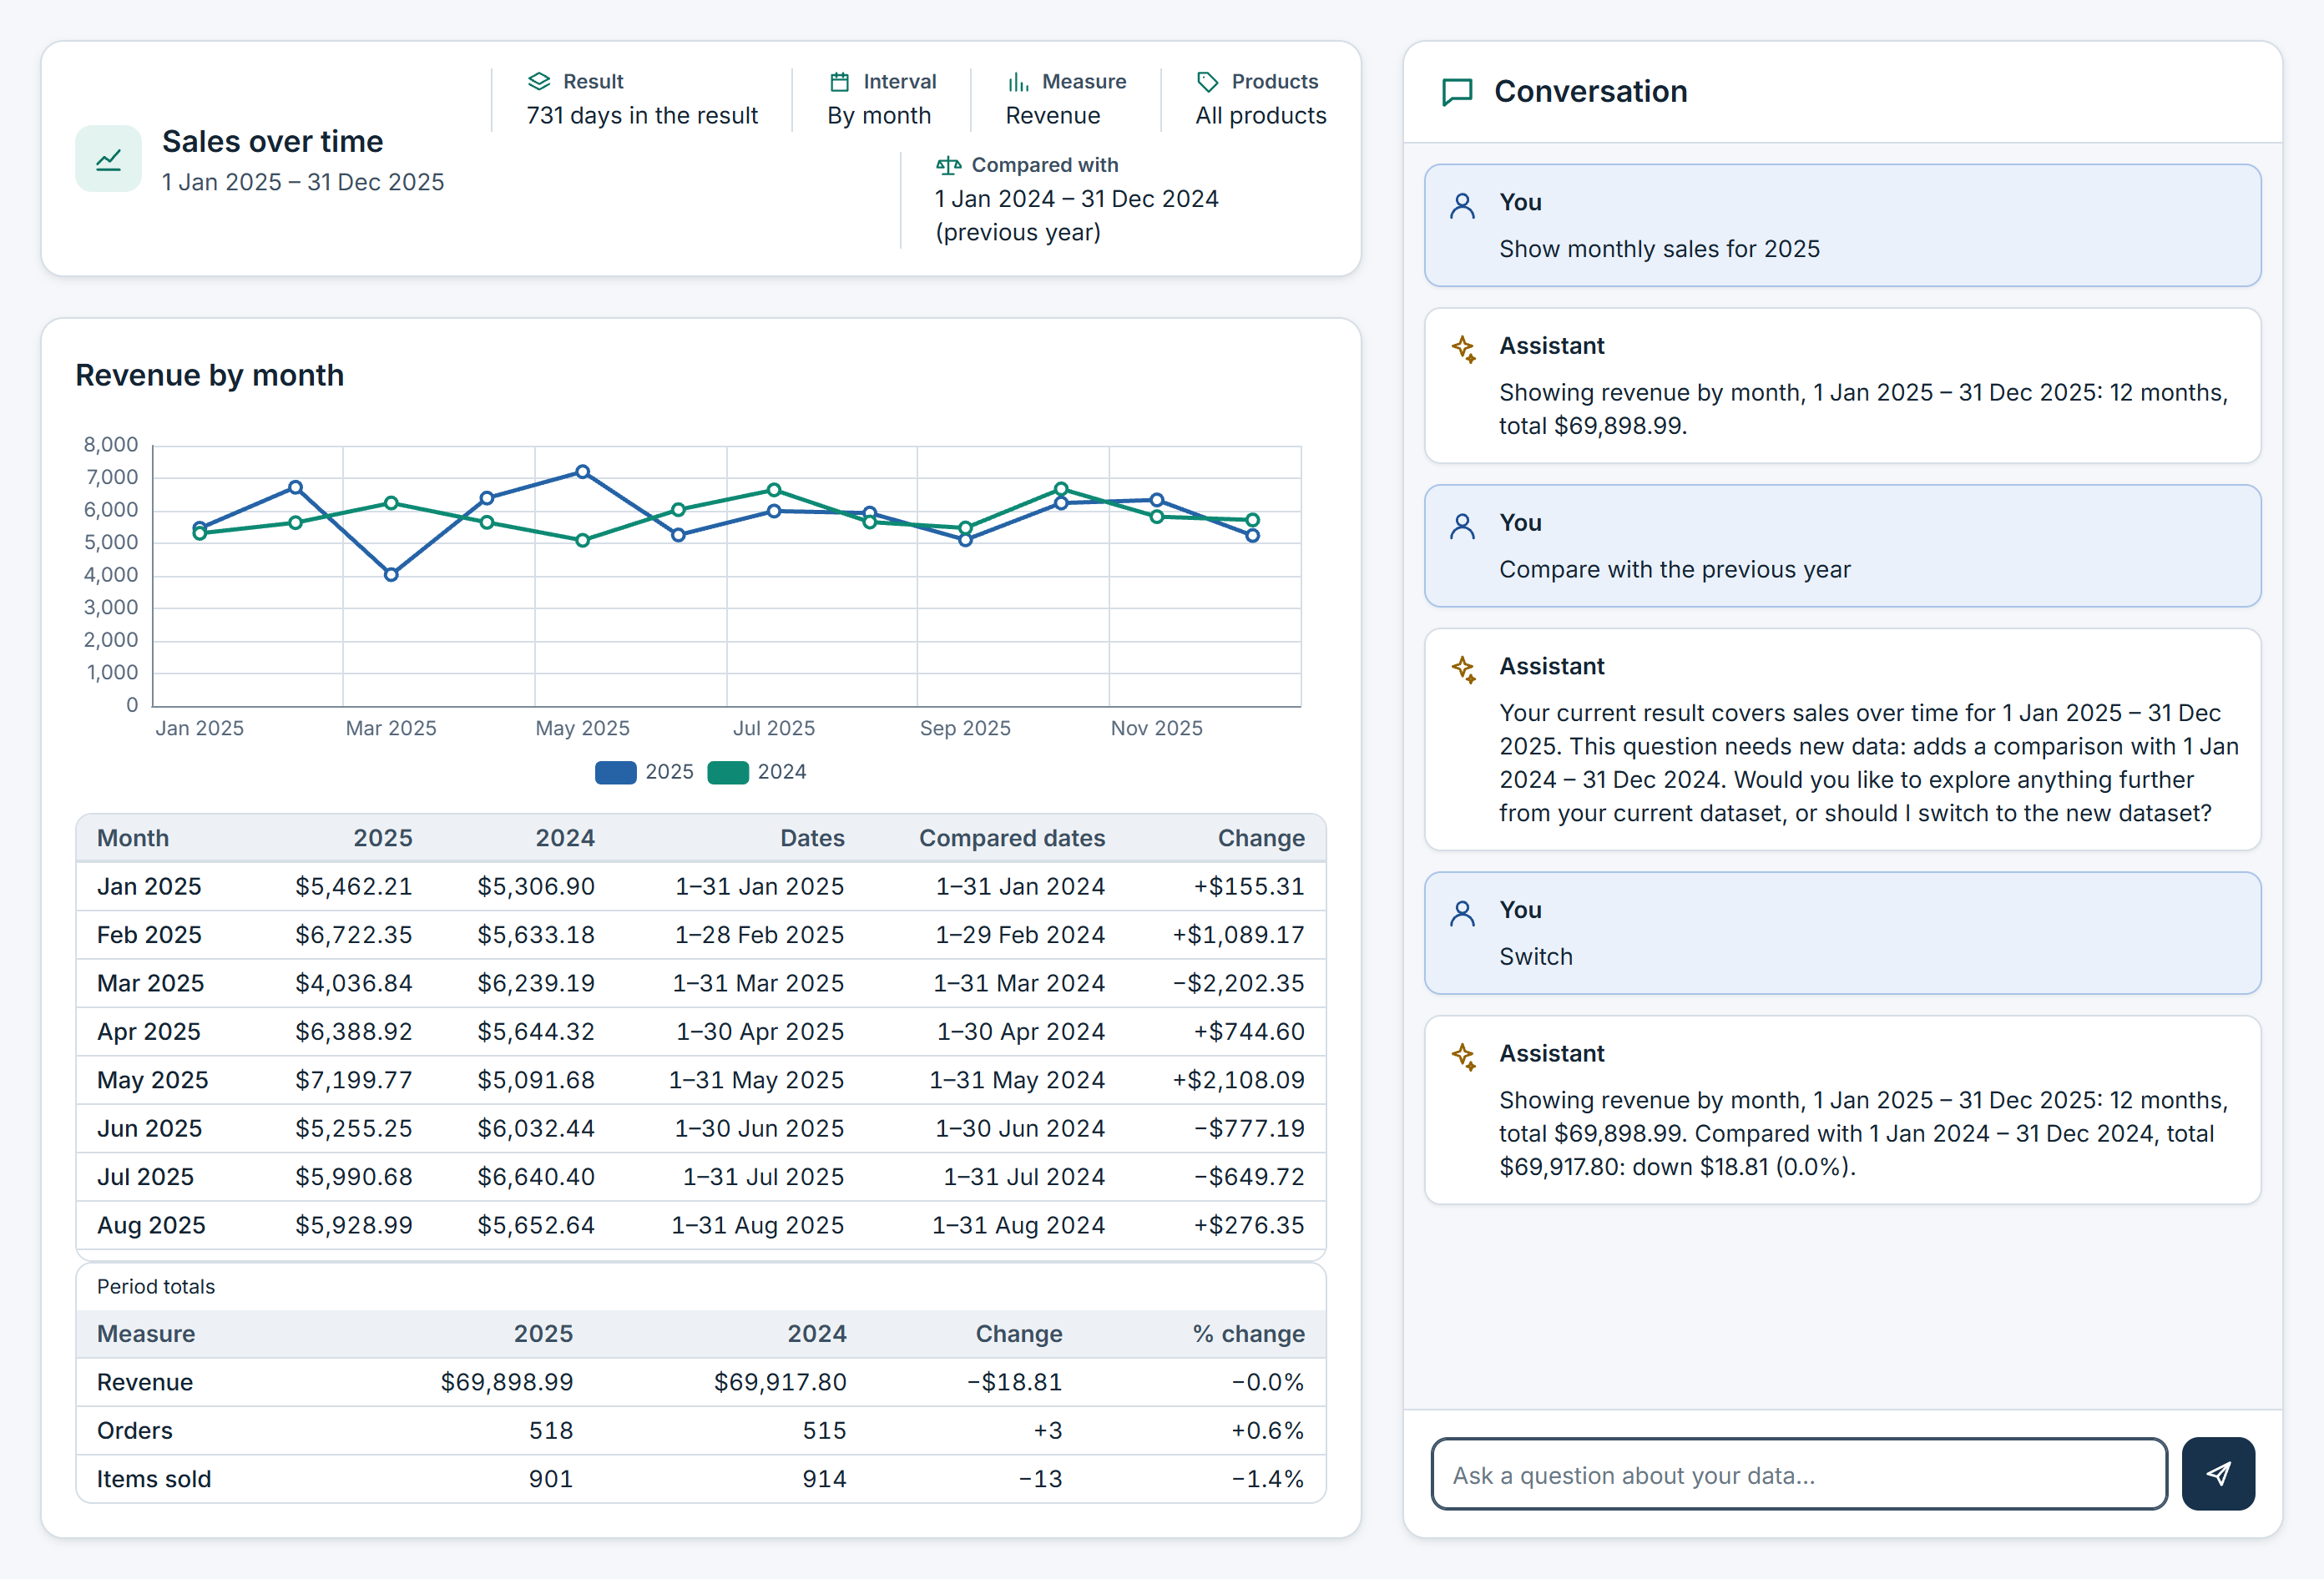 Sales over time
1 Jan 2025 – 31 Dec 2025
Result
731 days in the result
Interval
By month
Measure
Revenue
Products
All products
Compared with
1 Jan 2024 – 31 Dec 2024
(previous year)
Revenue by month
8,000
7,000
6,000
5,000
4,000
3,000
2,000
1,000
0
Jan 2025 Mar 2025 May 2025 Jul 2025 Sep 2025 Nov 2025
2025 2024
Month 2025 2024 Dates Compared dates Change
Jan 2025 $5,462.21 $5,306.90 1–31 Jan 2025 1–31 Jan 2024 +$155.31
Feb 2025 $6,722.35 $5,633.18 1–28 Feb 2025 1–29 Feb 2024 +$1,089.17
Mar 2025 $4,036.84 $6,239.19 1–31 Mar 2025 1–31 Mar 2024 −$2,202.35
Apr 2025 $6,388.92 $5,644.32 1–30 Apr 2025 1–30 Apr 2024 +$744.60
May 2025 $7,199.77 $5,091.68 1–31 May 2025 1–31 May 2024 +$2,108.09
Jun 2025 $5,255.25 $6,032.44 1–30 Jun 2025 1–30 Jun 2024 −$777.19
Jul 2025 $5,990.68 $6,640.40 1–31 Jul 2025 1–31 Jul 2024 −$649.72
Aug 2025 $5,928.99 $5,652.64 1–31 Aug 2025 1–31 Aug 2024 +$276.35
Period totals
Measure 2025 2024 Change % change
Revenue $69,898.99 $69,917.80 −$18.81 −0.0%
Orders 518 515 +3 +0.6%
Items sold 901 914 −13 −1.4%
Conversation
You
Show monthly sales for 2025
Assistant
Showing revenue by month, 1 Jan 2025 – 31 Dec 2025: 12 months,
total $69,898.99.
You
Compare with the previous year
Assistant
Your current result covers sales over time for 1 Jan 2025 – 31 Dec
2025. This question needs new data: adds a comparison with 1 Jan
2024 – 31 Dec 2024. Would you like to explore anything further
from your current dataset, or should I switch to the new dataset?
You
Switch
Assistant
Showing revenue by month, 1 Jan 2025 – 31 Dec 2025: 12 months,
total $69,898.99. Compared with 1 Jan 2024 – 31 Dec 2024, total
$69,917.80: down $18.81 (0.0%).
Ask a question about your data...